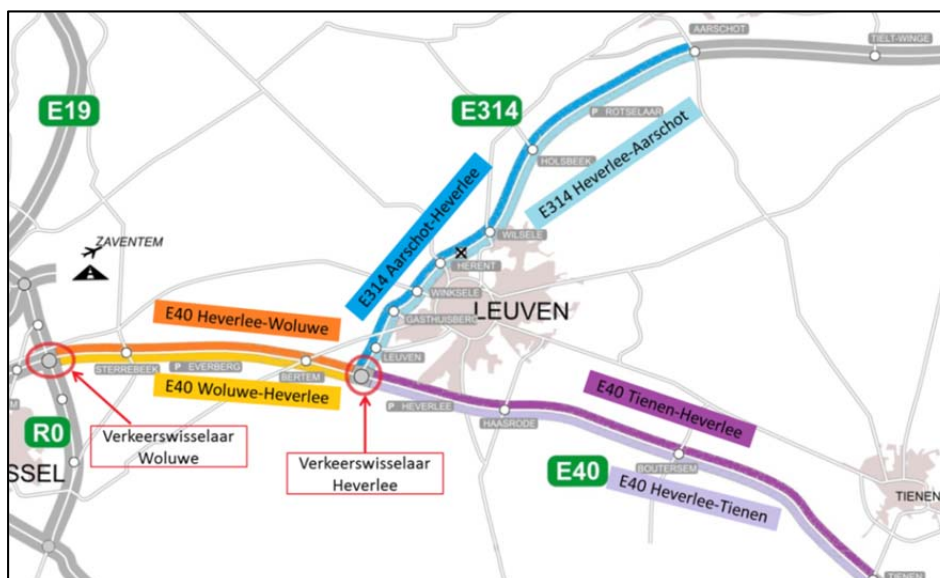 AARSCHOT
TIELT-WINGE
E19
E314
P ROTSELAAR
HOLSBEEK
E314 Heverlee-Aarschot
E314 Aarschot-Heverlee
ZAVENTEM
WILSELE
HERENT
WINKSELE
LEUVEN
GASTHUISBERG
E40 Heverlee-Woluwe
LEUVEN
STERREBEEK
P EVERBERG
BERTEM
E40 Woluwe-Heverlee
P HEVERLEE
HAASRODE
E40 Tienen-Heverlee
R0
Verkeerswisselaar
Woluwe
Verkeerswisselaar
Heverlee
SSEL
E40
BOUTERSEM
E40 Heverlee-Tienen
TIENEN
TIENEN